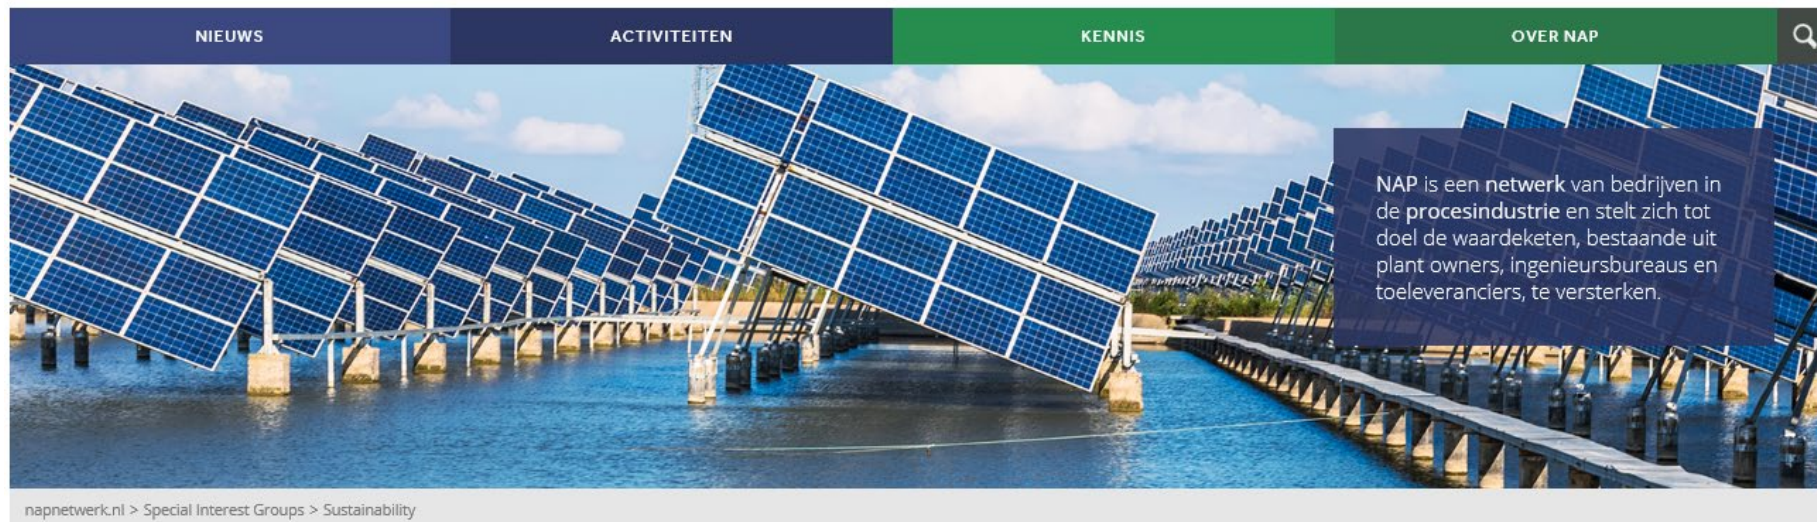 NIEUWS
ACTIVITEITEN
KENNIS
OVER NAP
NAP is een netwerk van bedrijven in
de procesindustrie en stelt zich tot
doel de waardeketen, bestaande uit
plant owners, ingenieursbureaus en
toeleveranciers, te versterken.
napnetwerk.nl > Special Interest Groups > Sustainability